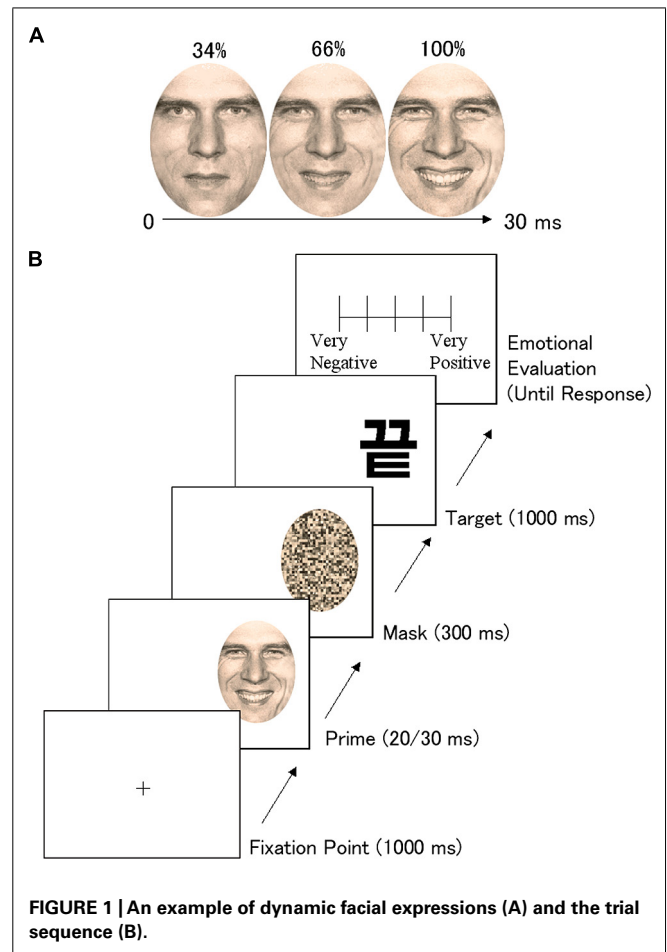 A
34% 66% 100%
0 30 ms
B
Very Very
Negative Positive
Emotional
Evaluation
(Until Response)
끝
Target (1000 ms)
Mask (300 ms)
Prime (20/30 ms)
+
Fixation Point (1000 ms)
FIGURE 1 | An example of dynamic facial expressions (A) and the trial
sequence (B).